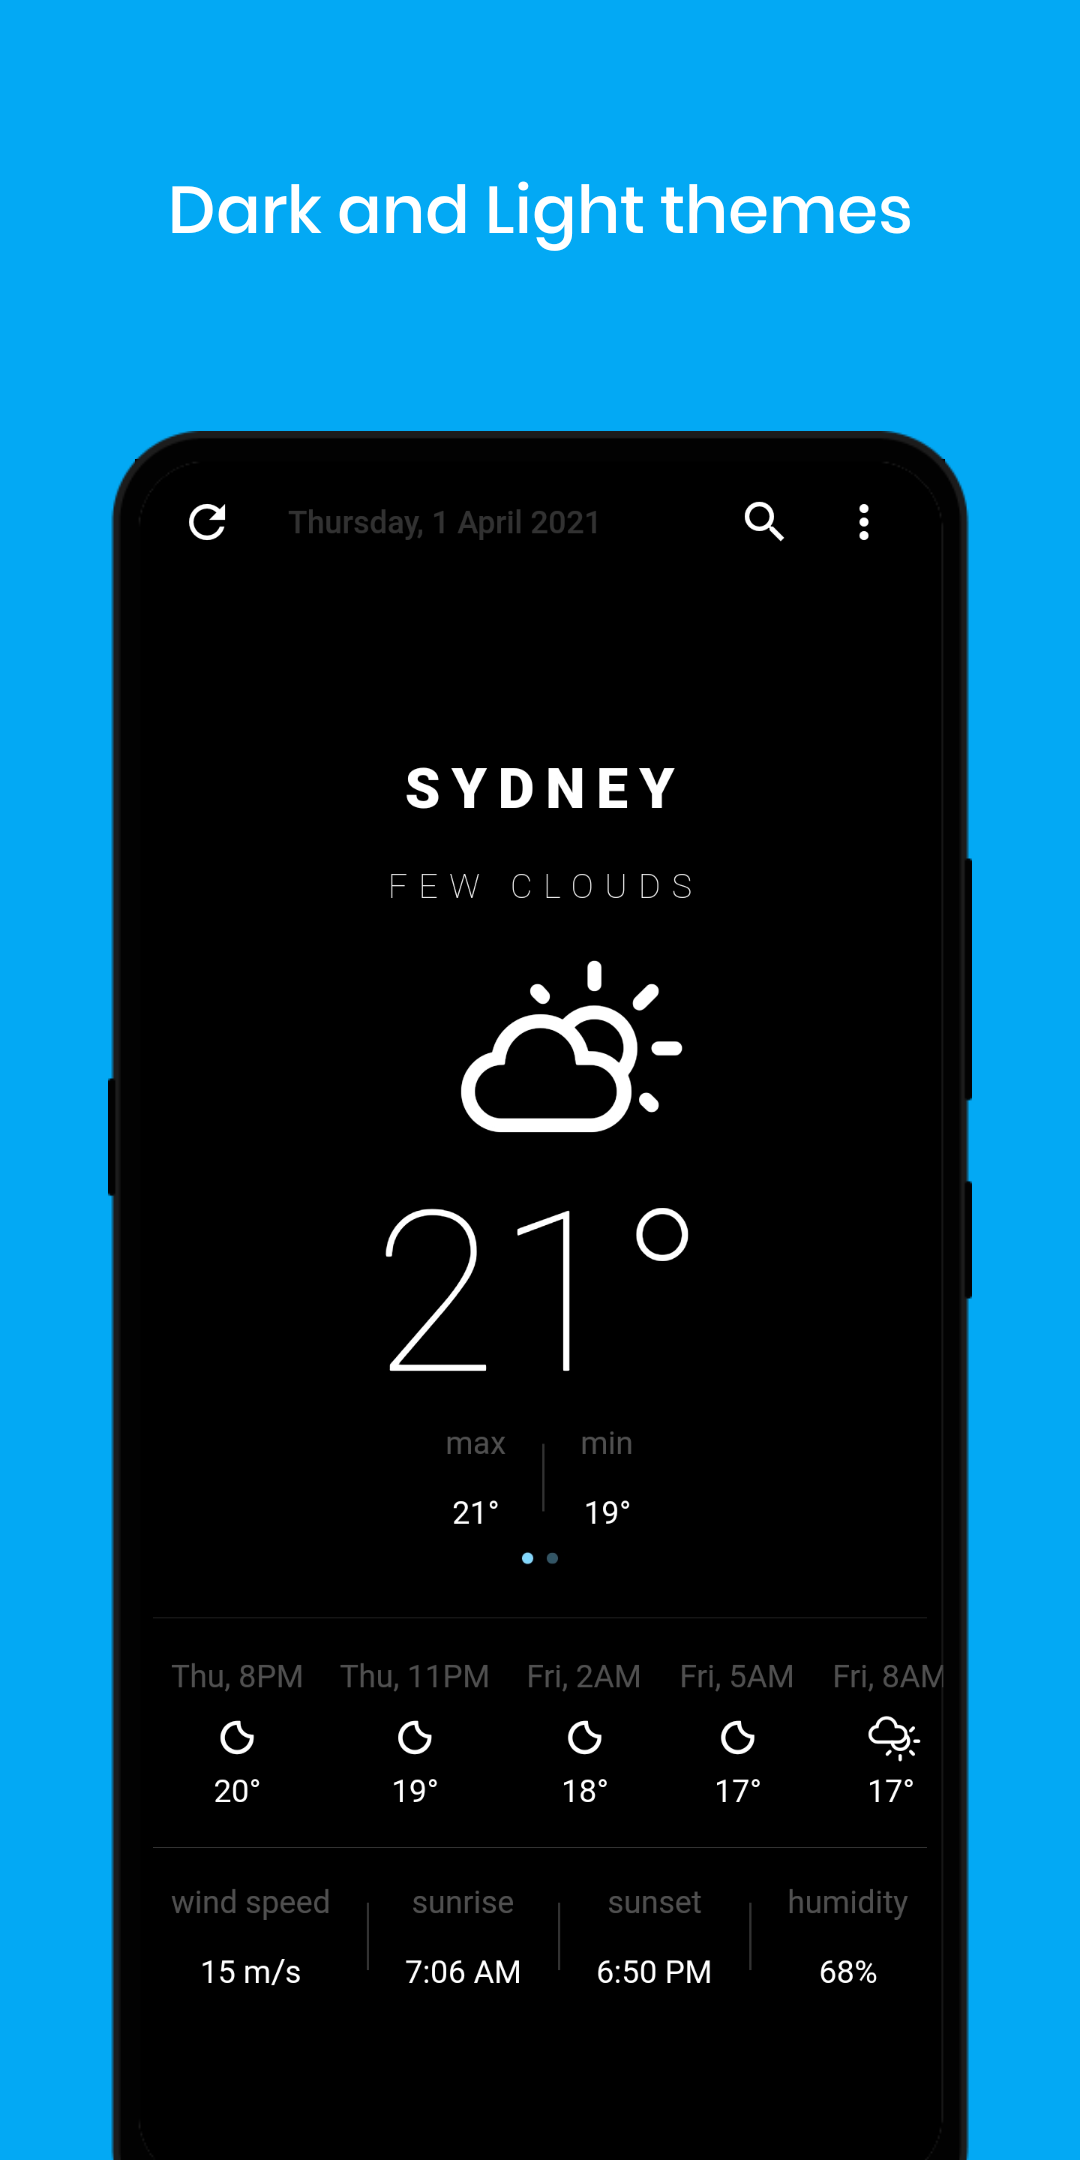 Dark and Light themes
Thursday, 1 April 2021
SYDNEY
FEW CLOUDS
21°
max min
21° 19°
Thu, 8PM Thu, 11PM Fri, 2AM Fri, 5AM Fri, 8AM
20° 19° 18° 17° 17°
wind speed sunrise sunset humidity
15 m/s 7:06 AM 6:50 PM 68%